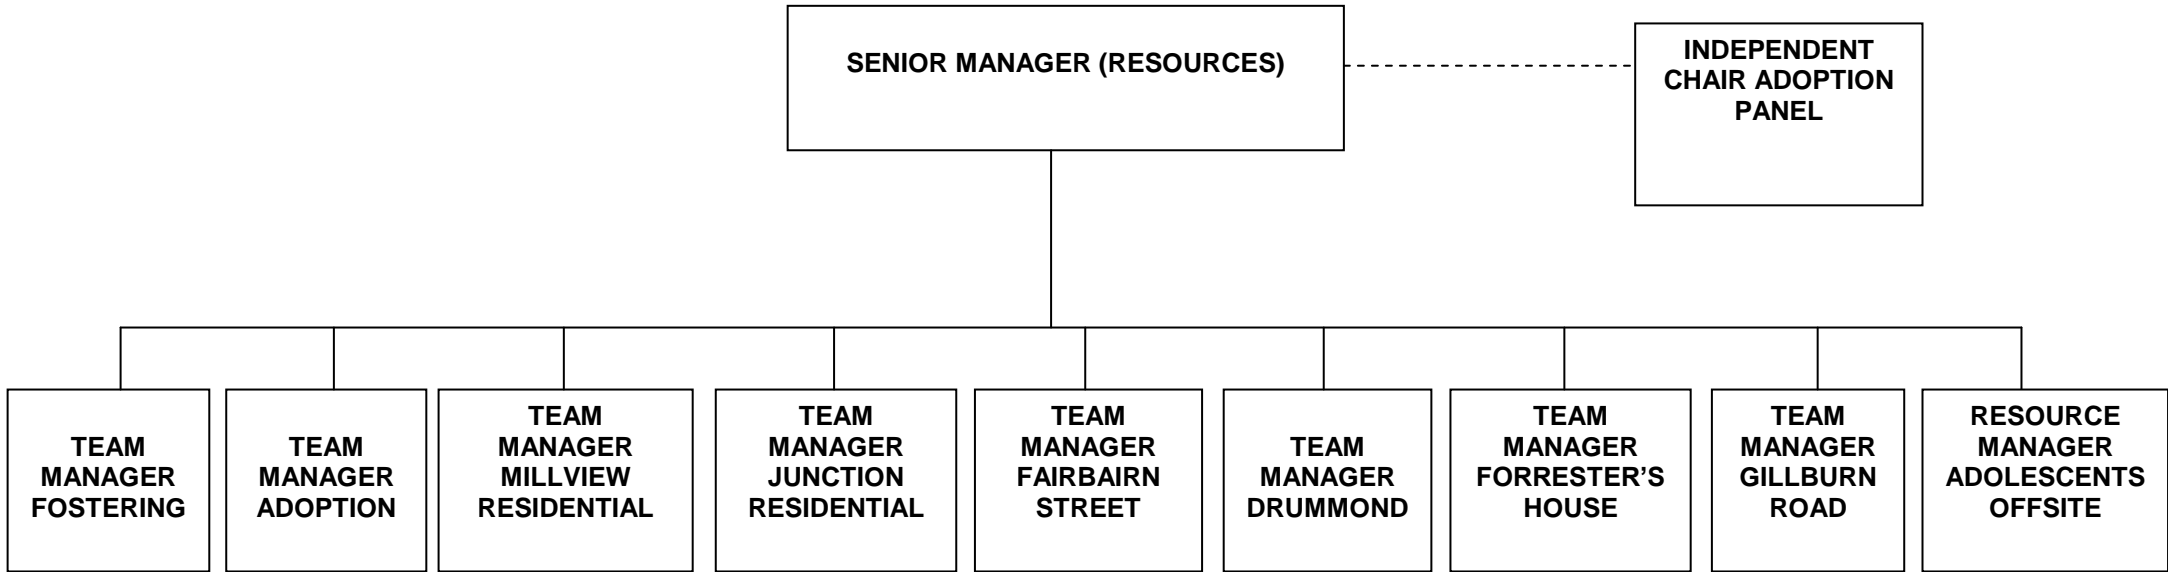 SENIOR MANAGER (RESOURCES)
INDEPENDENT
CHAIR ADOPTION
PANEL
TEAM
MANAGER
FOSTERING
TEAM
MANAGER
ADOPTION
TEAM
MANAGER
MILLVIEW
RESIDENTIAL
TEAM
MANAGER
JUNCTION
RESIDENTIAL
TEAM
MANAGER
FAIRBAIRN
STREET
TEAM
MANAGER
DRUMMOND
TEAM
MANAGER
FORRESTER’S
HOUSE
TEAM
MANAGER
GILLBURN
ROAD
RESOURCE
MANAGER
ADOLESCENTS
OFFSITE